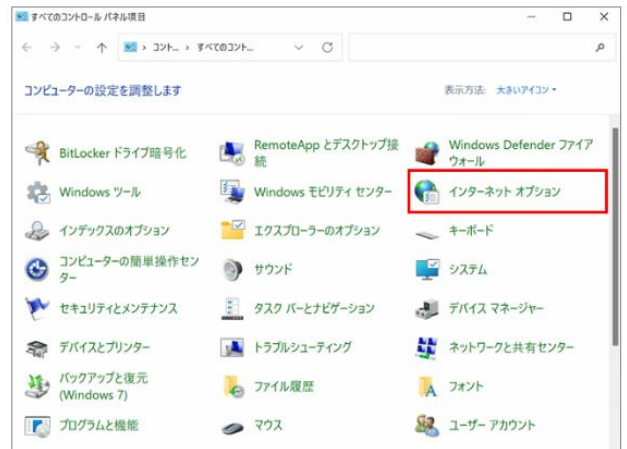 すべてのコントロール パネル項目
コント... › すべてのコント...
コンピューターの設定を調整します
表示方法: 大きいアイコン
BitLocker ドライブ暗号化
RemoteApp とデスクトップ接
続
Windows Defender ファイア
ウォール
Windows ツール
Windows モビリティ センター
インターネット オプション
インデックスのオプション
エクスプローラーのオプション
キーボード
コンピューターの簡単操作セン
ター
サウンド
システム
セキュリティとメンテナンス
タスク バーとナビゲーション
デバイス マネージャー
デバイスとプリンター
トラブルシューティング
ネットワークと共有センター
バックアップと復元
(Windows 7)
ファイル履歴
フォント
プログラムと機能
マウス
ユーザー アカウント